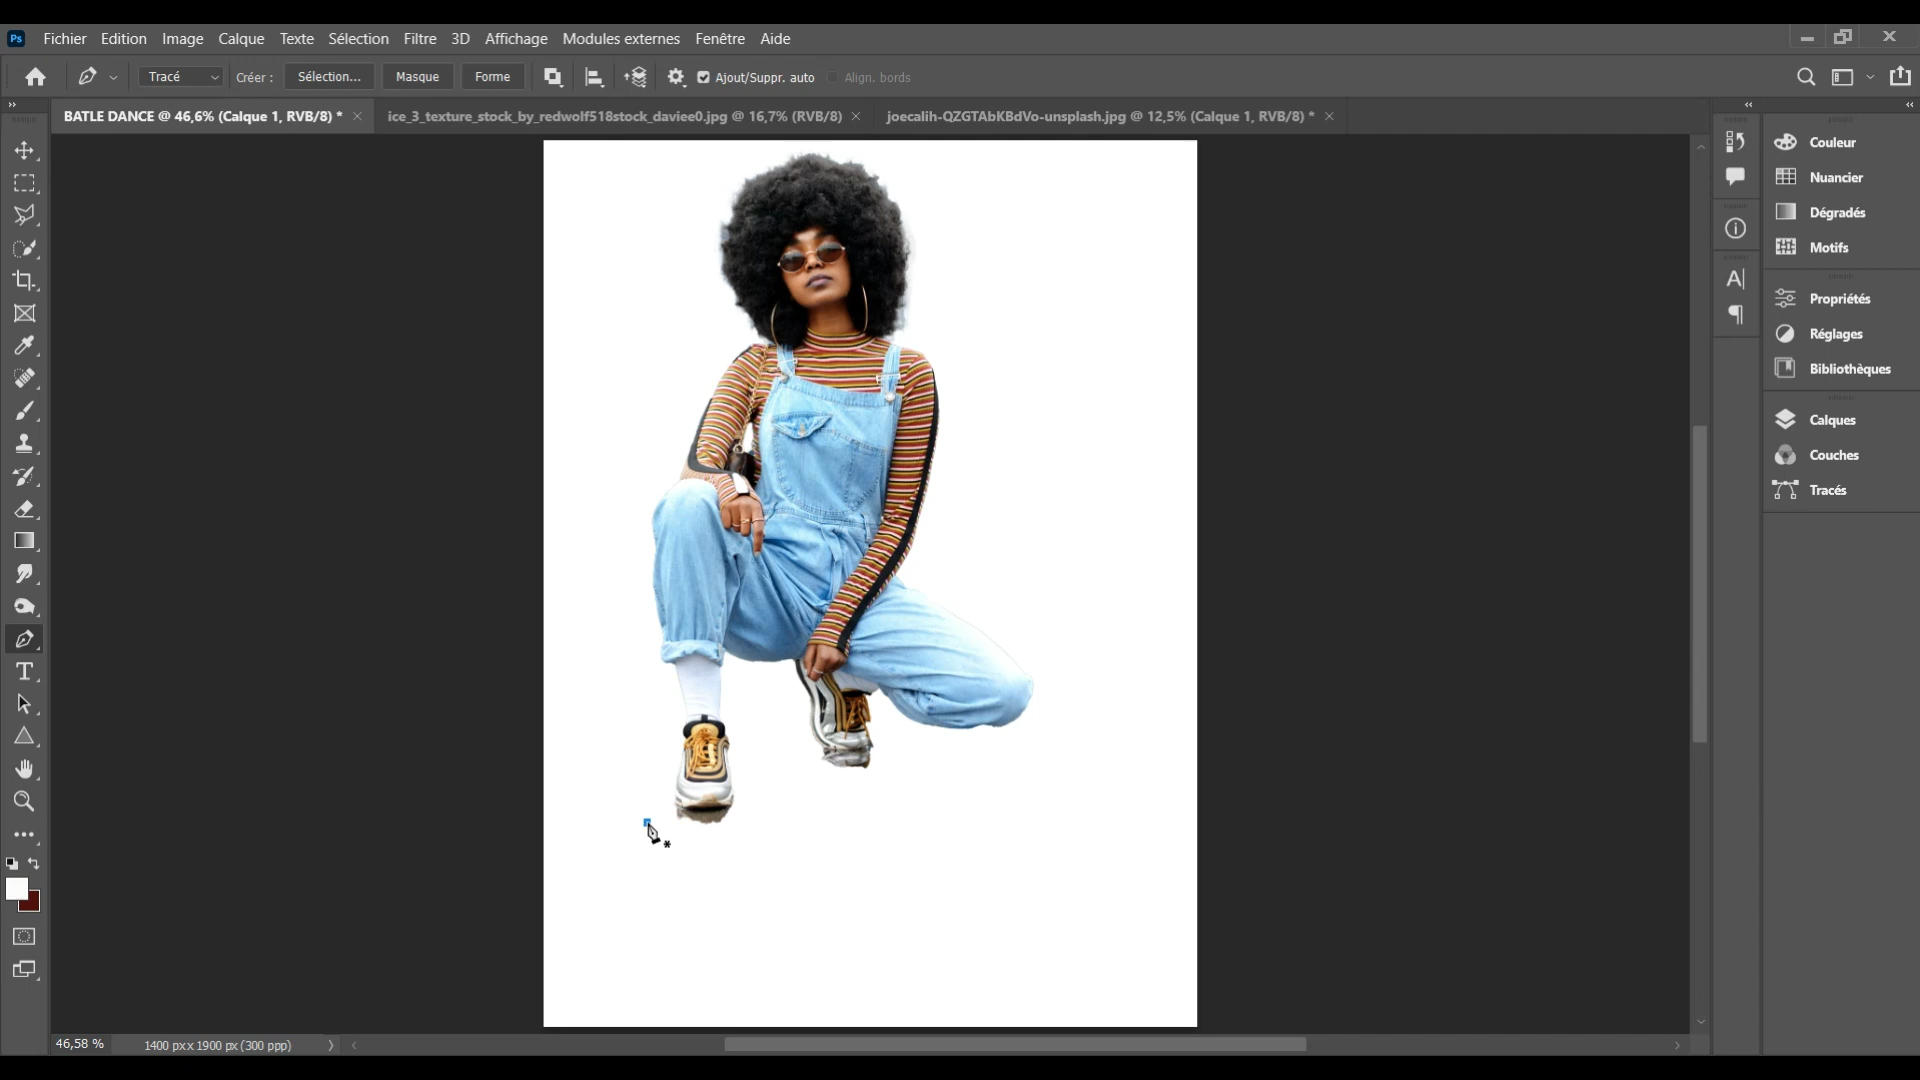 Ps Fichier Edition Image Calque Texte Sélection Filtre 3D Affichage Modules externes Fenêtre Aide
Tracé Créer : Sélection... Masque Forme Ajout/Suppr. auto Align. bords
BATLE DANCE @ 46,6% (Calque 1, RVB/8) * ice_3_texture_stock_by_redwolf518stock_daviee0.jpg @ 16,7% (RVB/8) joecalih-QZGTAbKBdVo-unsplash.jpg @ 12,5% (Calque 1, RVB/8) *
Couleur
Nuancier
Dégradés
Motifs
Propriétés
Réglages
Bibliothèques
Calques
Couches
Tracés
46,58 % 1400 px x 1900 px (300 ppp)